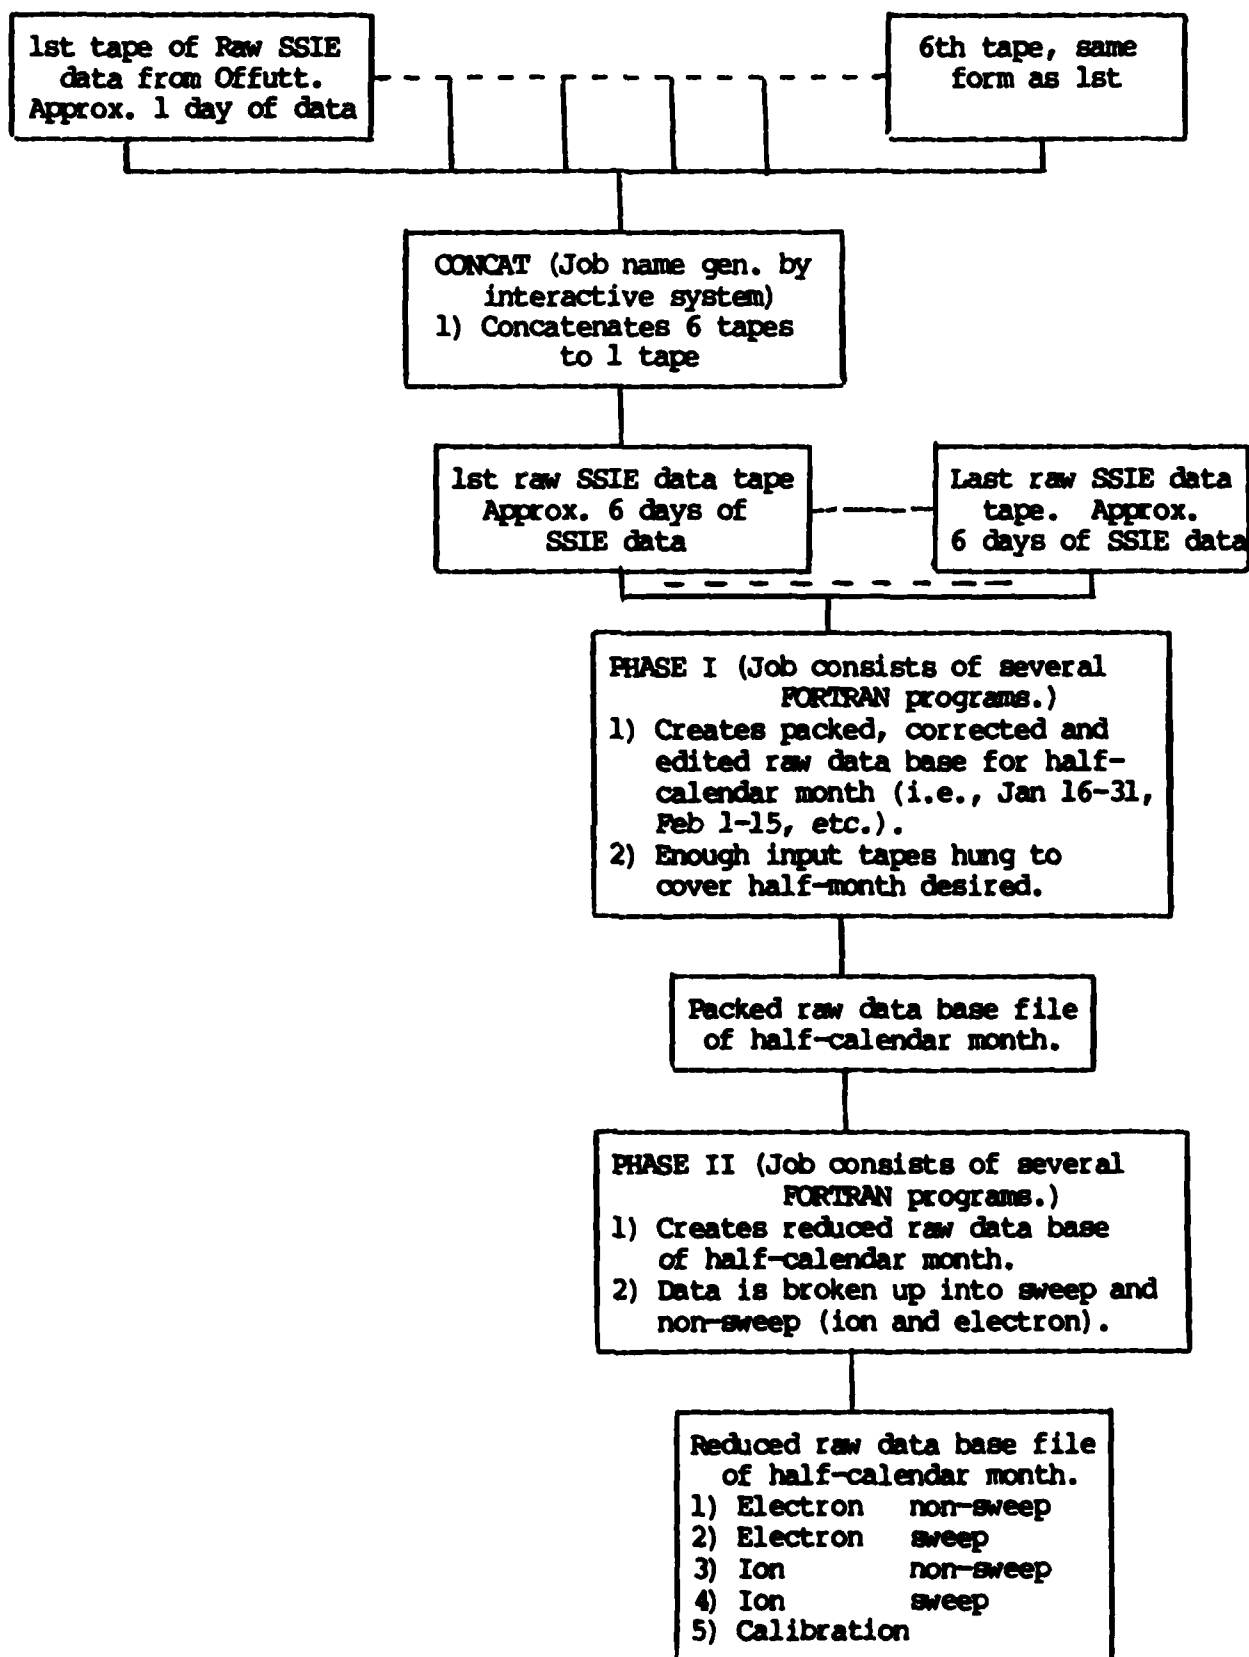 1st tape of Raw SSIE
data from Offutt.
Approx. 1 day of data
6th tape, same
form as 1st
CONCAT (Job name gen. by
interactive system)
1) Concatenates 6 tapes
to 1 tape
1st raw SSIE data tape
Approx. 6 days of
SSIE data
Last raw SSIE data
tape. Approx.
6 days of SSIE data
PHASE I (Job consists of several
FORTRAN programs.)
1) Creates packed, corrected and
edited raw data base for half-
calendar month (i.e., Jan 16-31,
Feb 1-15, etc.).
2) Enough input tapes hung to
cover half-month desired.
Packed raw data base file
of half-calendar month.
PHASE II (Job consists of several
FORTRAN programs.)
1) Creates reduced raw data base
of half-calendar month.
2) Data is broken up into sweep and
non-sweep (ion and electron).
Reduced raw data base file
of half-calendar month.
1) Electron non-sweep
2) Electron sweep
3) Ion non-sweep
4) Ion sweep
5) Calibration